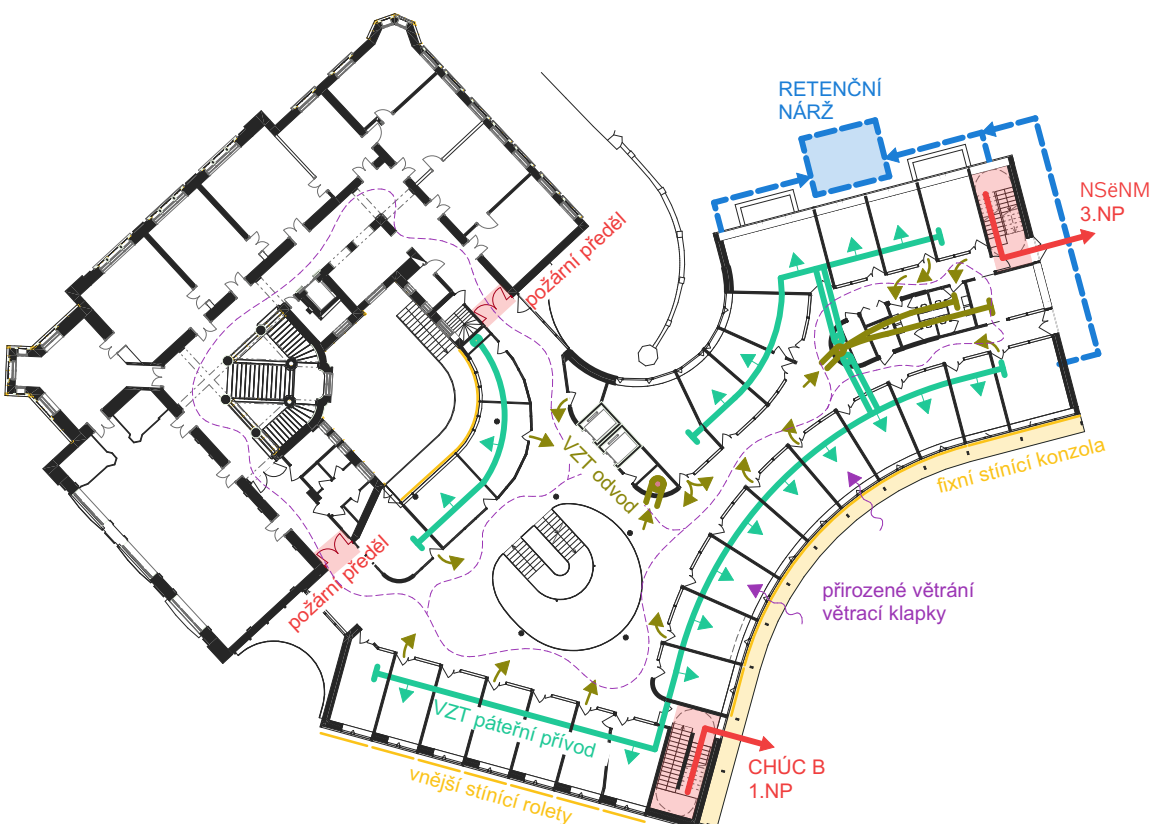 RETENČNÍ
NÁRŽ
NSëNM
3.NP
požární předěl
VZT odvod
fixní stínící konzola
požární předěl
přirozené větrání
větrací klapky
VZT páteřní přívod
CHÚC B
1.NP
vnější stínící rolety